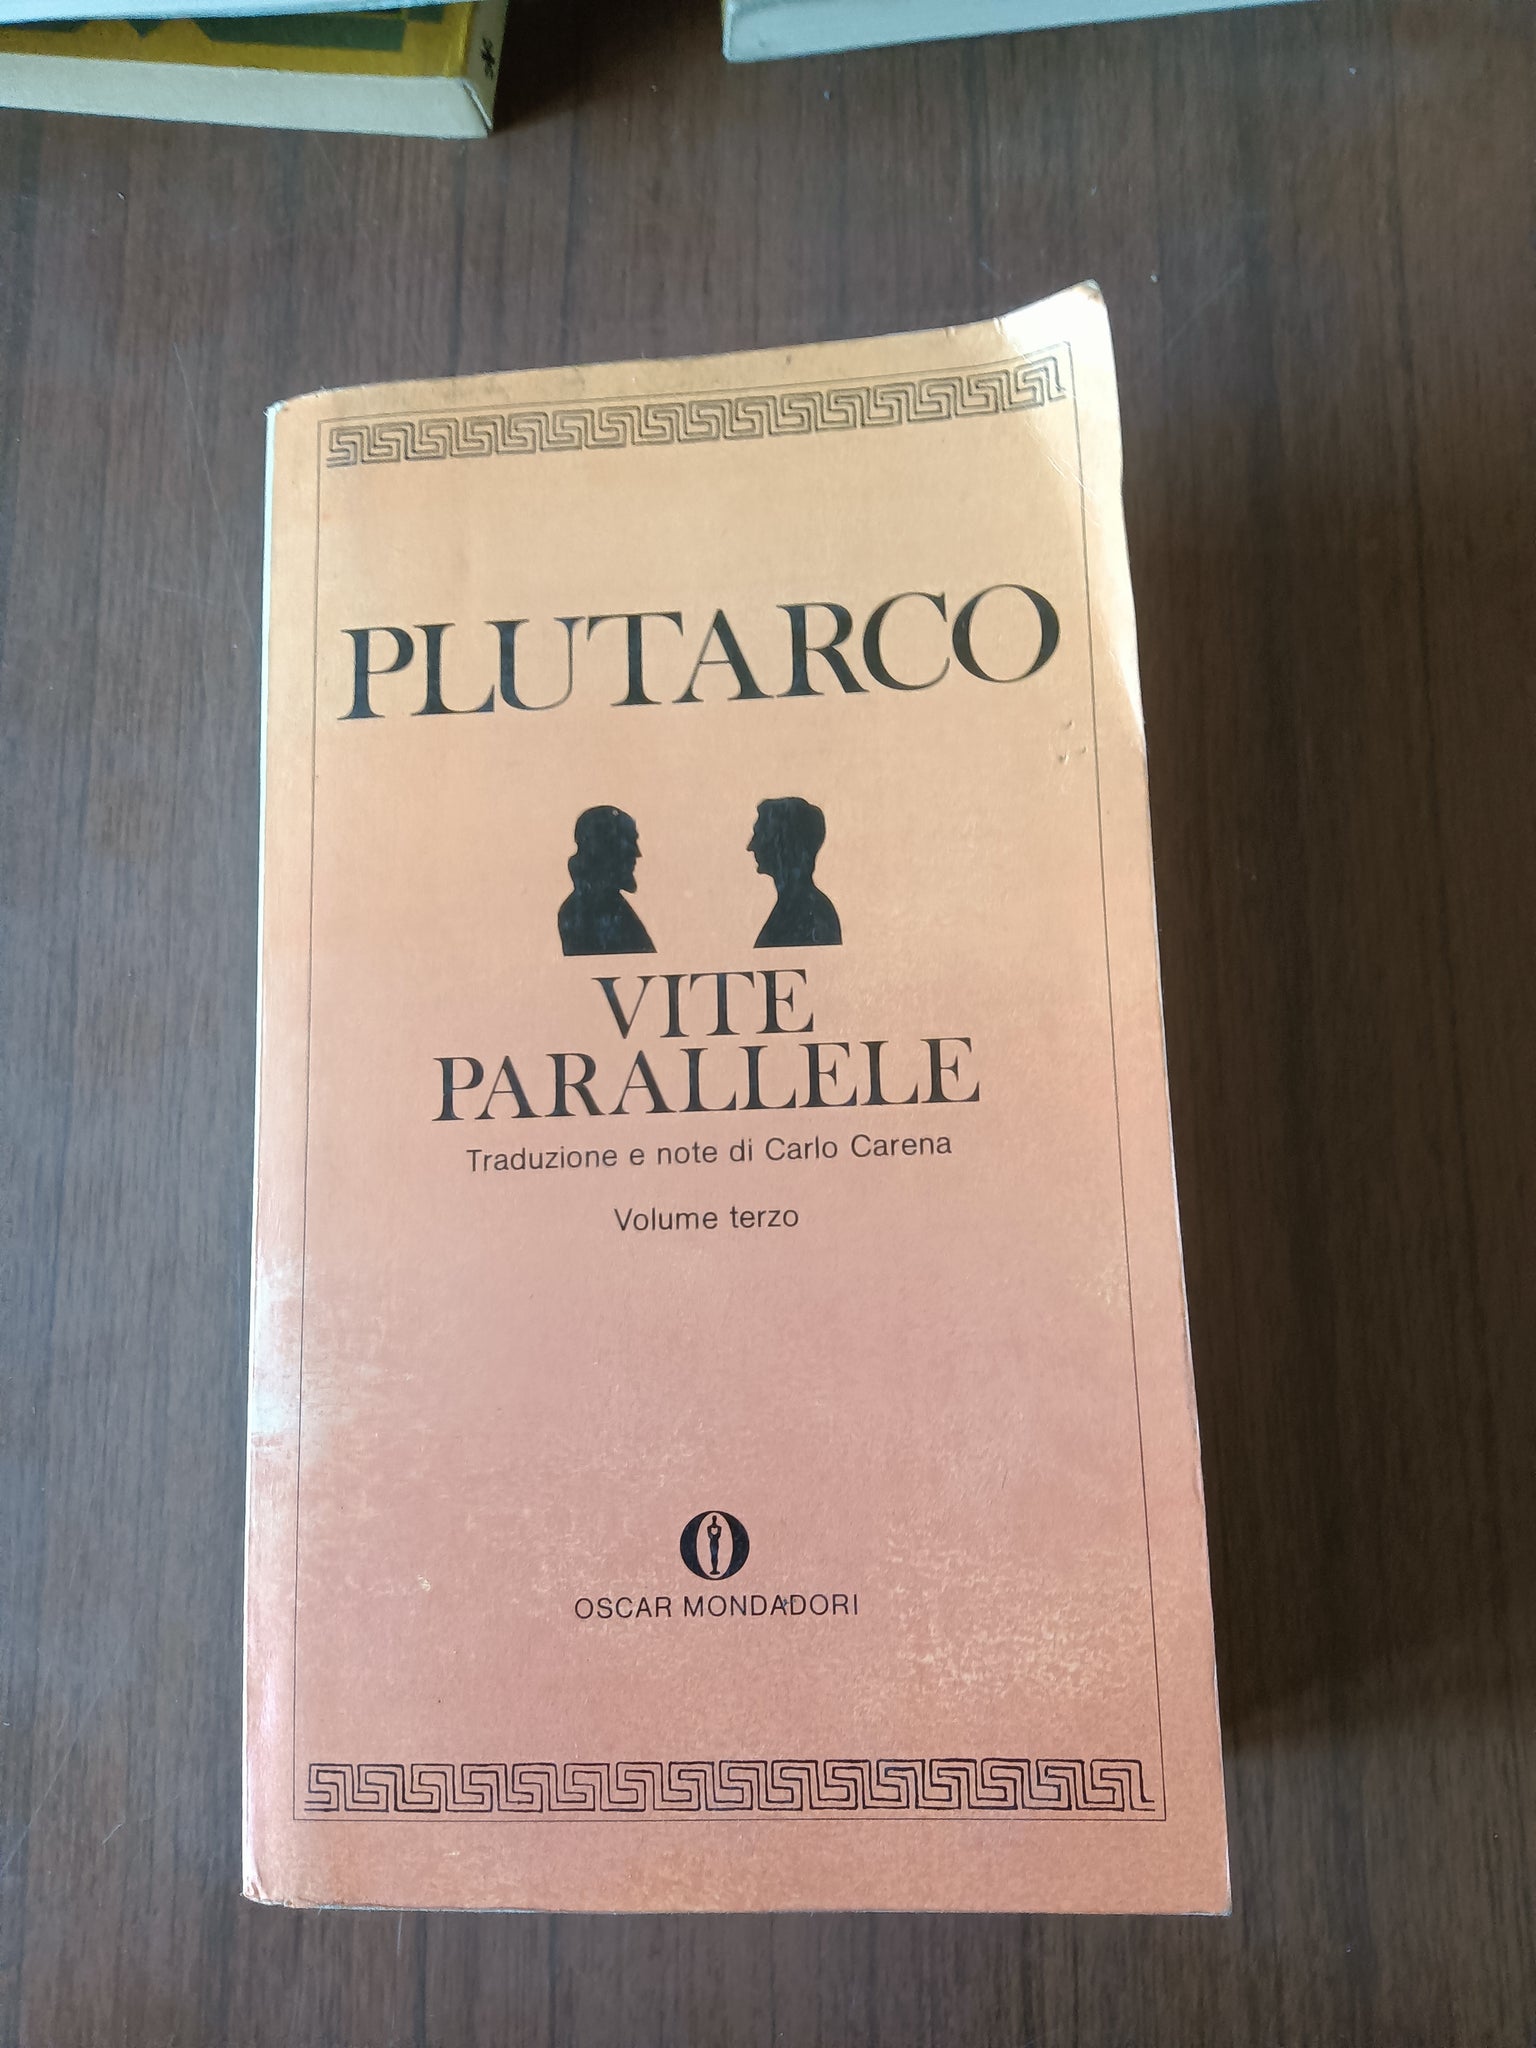 PLUTARCO
VITE
PARALLELE
Traduzione e note di Carlo Carena
Volume terzo
OSCAR MONDADORI